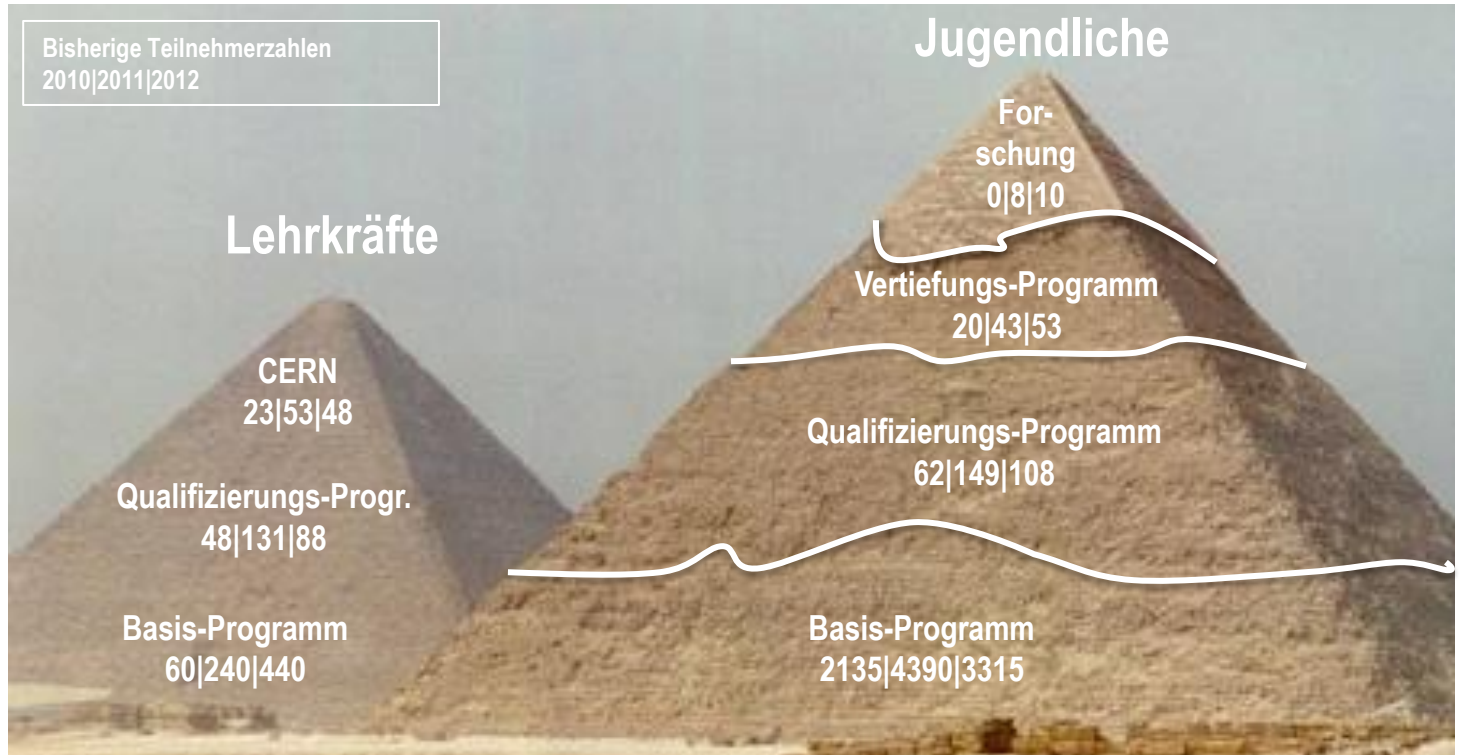 Bisherige Teilnehmerzahlen
2010|2011|2012
Jugendliche
For-
schung
0|8|10
Vertiefungs-Programm
20|43|53
Qualifizierungs-Programm
62|149|108
Basis-Programm
2135|4390|3315
Lehrkräfte
CERN
23|53|48
Qualifizierungs-Progr.
48|131|88
Basis-Programm
60|240|440